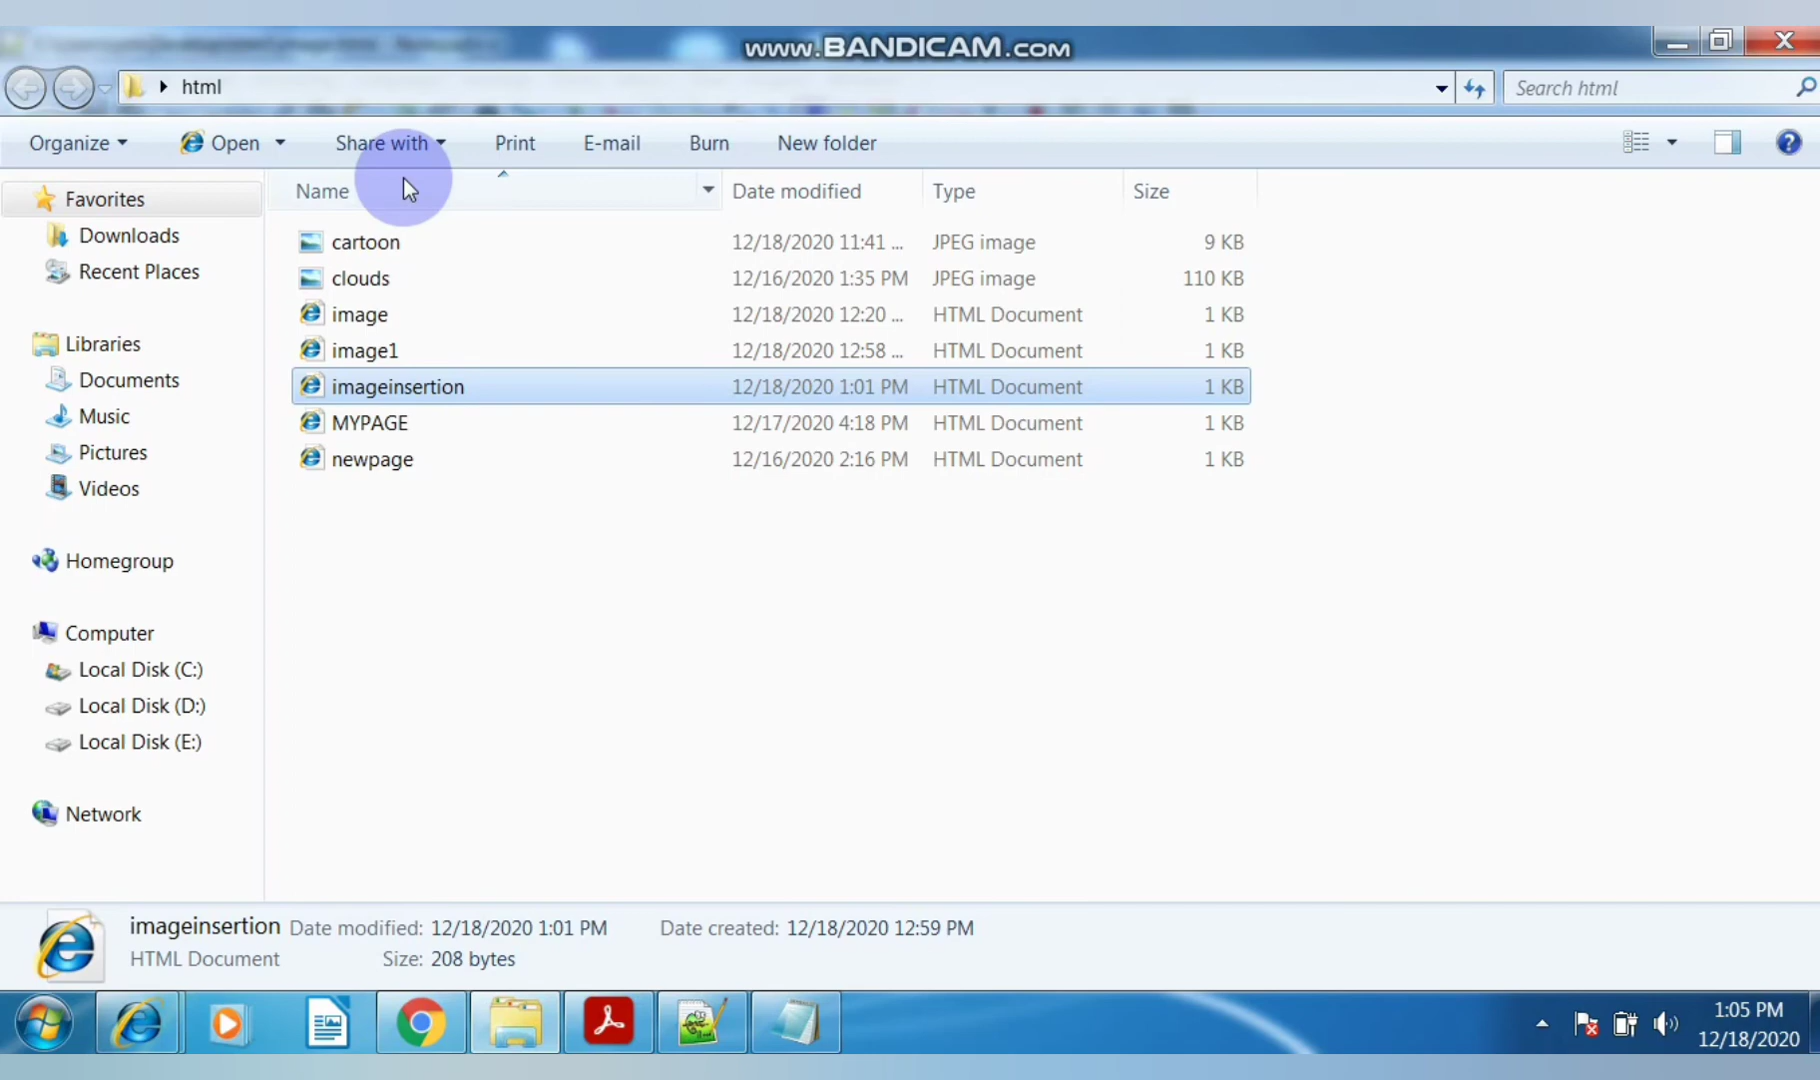 www.BANDICAM.com
html
Search html
Organize
Open
Share with
Print
E-mail
Burn
New folder
Name
Date modified
Type
Size
Favorites
Downloads
Recent Places
Libraries
Documents
Music
Pictures
Videos
Homegroup
Computer
Local Disk (C:)
Local Disk (D:)
Local Disk (E:)
Network
cartoon 12/18/2020 11:41 ... JPEG image 9 KB
clouds 12/16/2020 1:35 PM JPEG image 110 KB
image 12/18/2020 12:20 ... HTML Document 1 KB
image1 12/18/2020 12:58 ... HTML Document 1 KB
imageinsertion 12/18/2020 1:01 PM HTML Document 1 KB
MYPAGE 12/17/2020 4:18 PM HTML Document 1 KB
newpage 12/16/2020 2:16 PM HTML Document 1 KB
imageinsertion Date modified: 12/18/2020 1:01 PM Date created: 12/18/2020 12:59 PM
HTML Document Size: 208 bytes
1:05 PM
12/18/2020